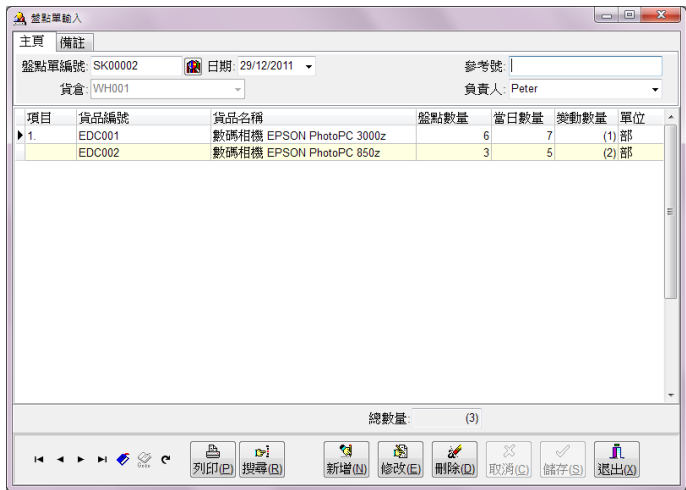 盤點單輸入
主頁 備註
盤點單編號: SK00002 日期: 29/12/2011 參考號:
貨倉: WH001 負責人: Peter
項目 貨品編號 貨品名稱 盤點數量 當日數量 變動數量 單位
1. EDC001 數碼相機 EPSON PhotoPC 3000z 6 7 (1) 部
EDC002 數碼相機 EPSON PhotoPC 850z 3 5 (2) 部
總數量: (3)
Goto 列印(P) 搜尋(R) 新增(N) 修改(E) 刪除(D) 取消(C) 儲存(S) 退出(X)